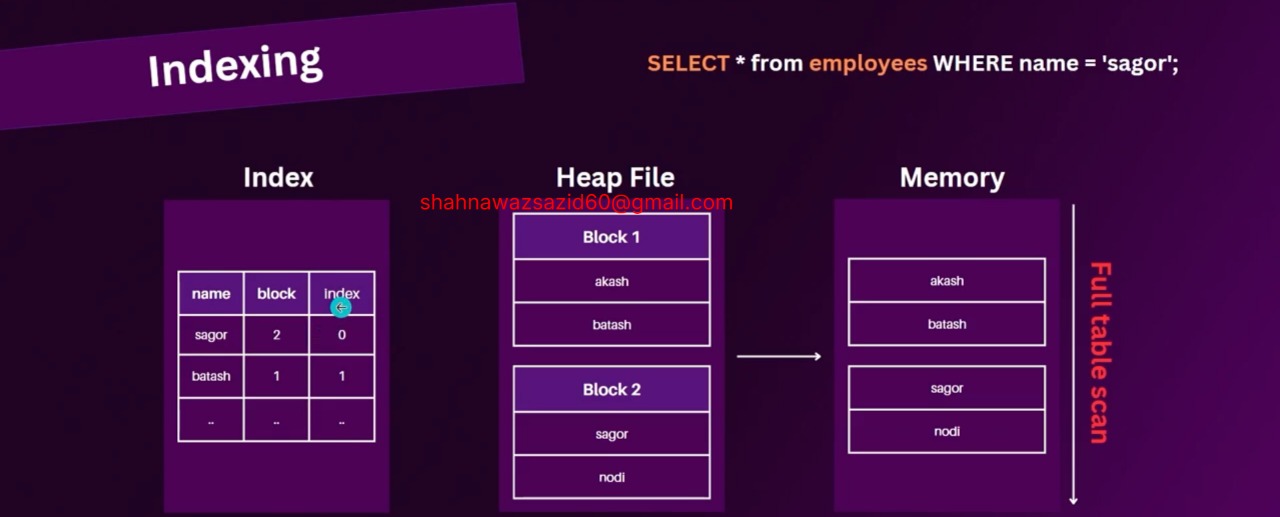 Indexing
SELECT * from employees WHERE name = 'sagor';
Index
Heap File
Memory
shahnawazsazid60@gmail.com
name block index
sagor 2 0
batash 1 1
.. .. ..
Block 1
akash
batash
Block 2
sagor
nodi
akash
batash
sagor
nodi
Full table scan